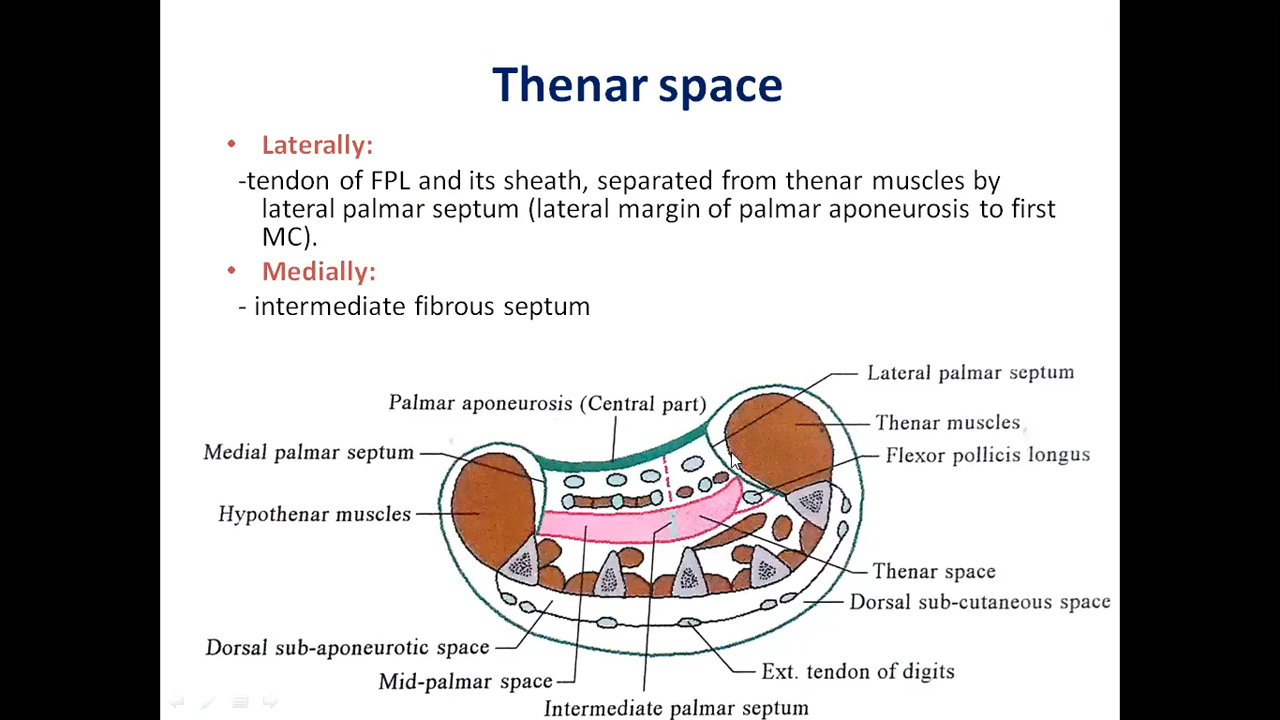 Thenar space
• Laterally:
-tendon of FPL and its sheath, separated from thenar muscles by
lateral palmar septum (lateral margin of palmar aponeurosis to first
MC).
• Medially:
- intermediate fibrous septum
Lateral palmar septum
Palmar aponeurosis (Central part)
Thenar muscles
Medial palmar septum
Flexor pollicis longus
Hypothenar muscles
Thenar space
Dorsal sub-cutaneous space
Dorsal sub-aponeurotic space
Ext. tendon of digits
Mid-palmar space
Intermediate palmar septum